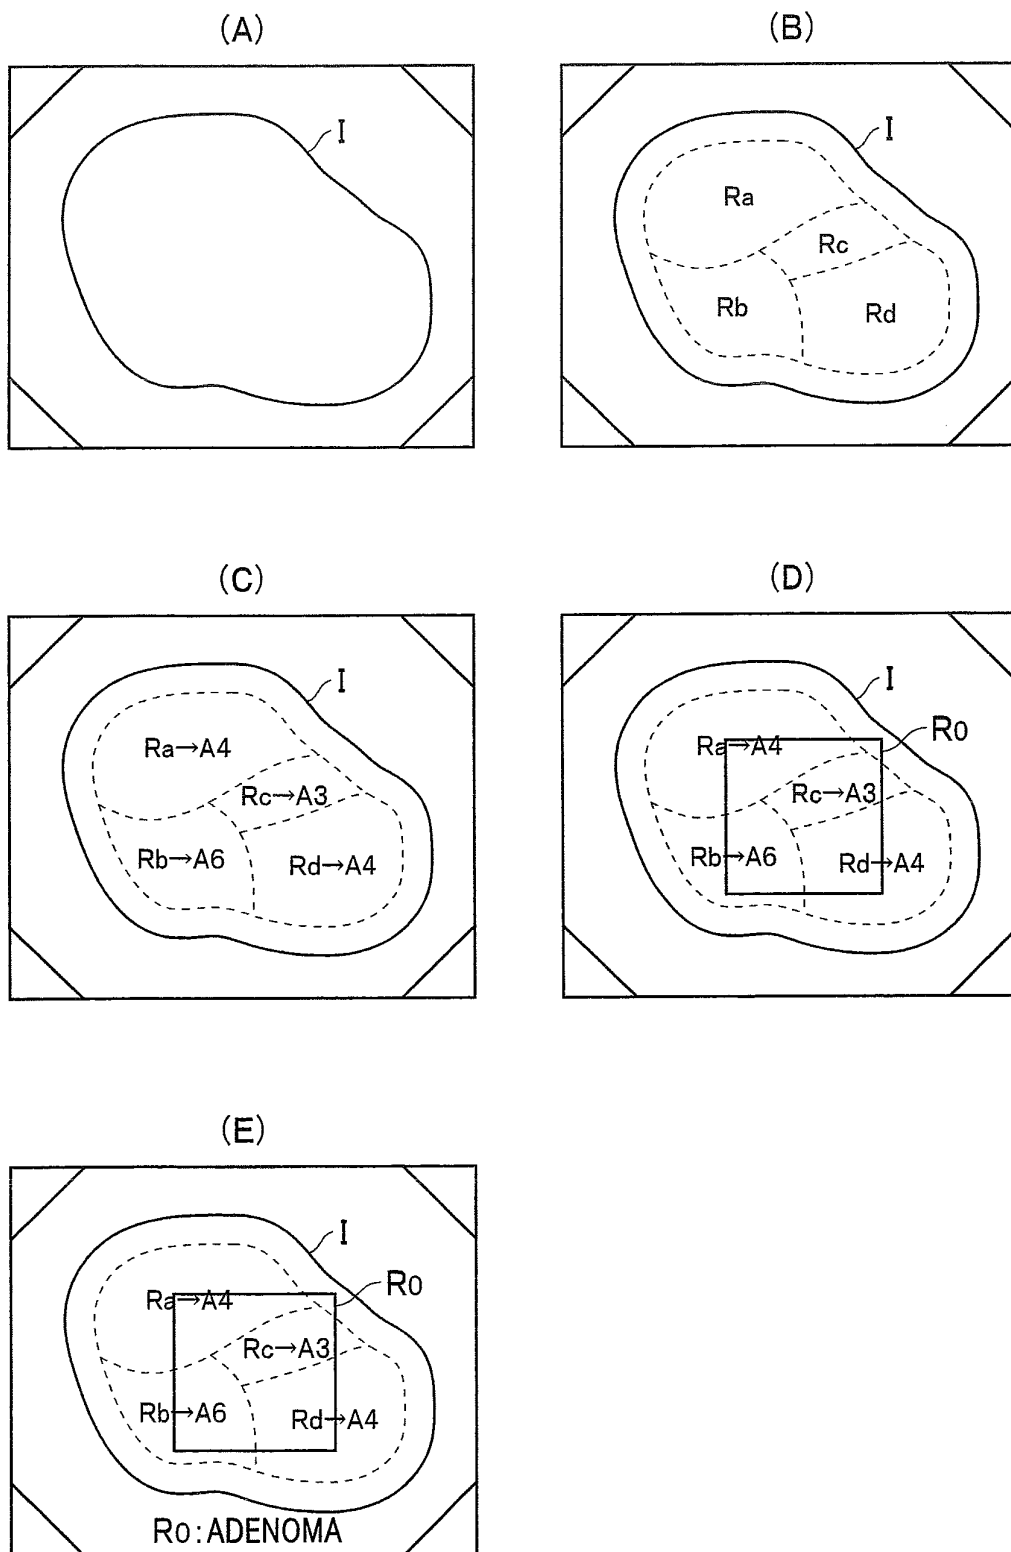 (A)
I
(B)
I
Ra
Rc
Rb
Rd
(C)
I
Ra→A4
Rc→A3
Rb→A6
Rd→A4
(D)
I
R0
Ra→A4
Rc→A3
Rb→A6
Rd→A4
(E)
I
R0
Ra→A4
Rc→A3
Rb→A6
Rd→A4
R0:ADENOMA